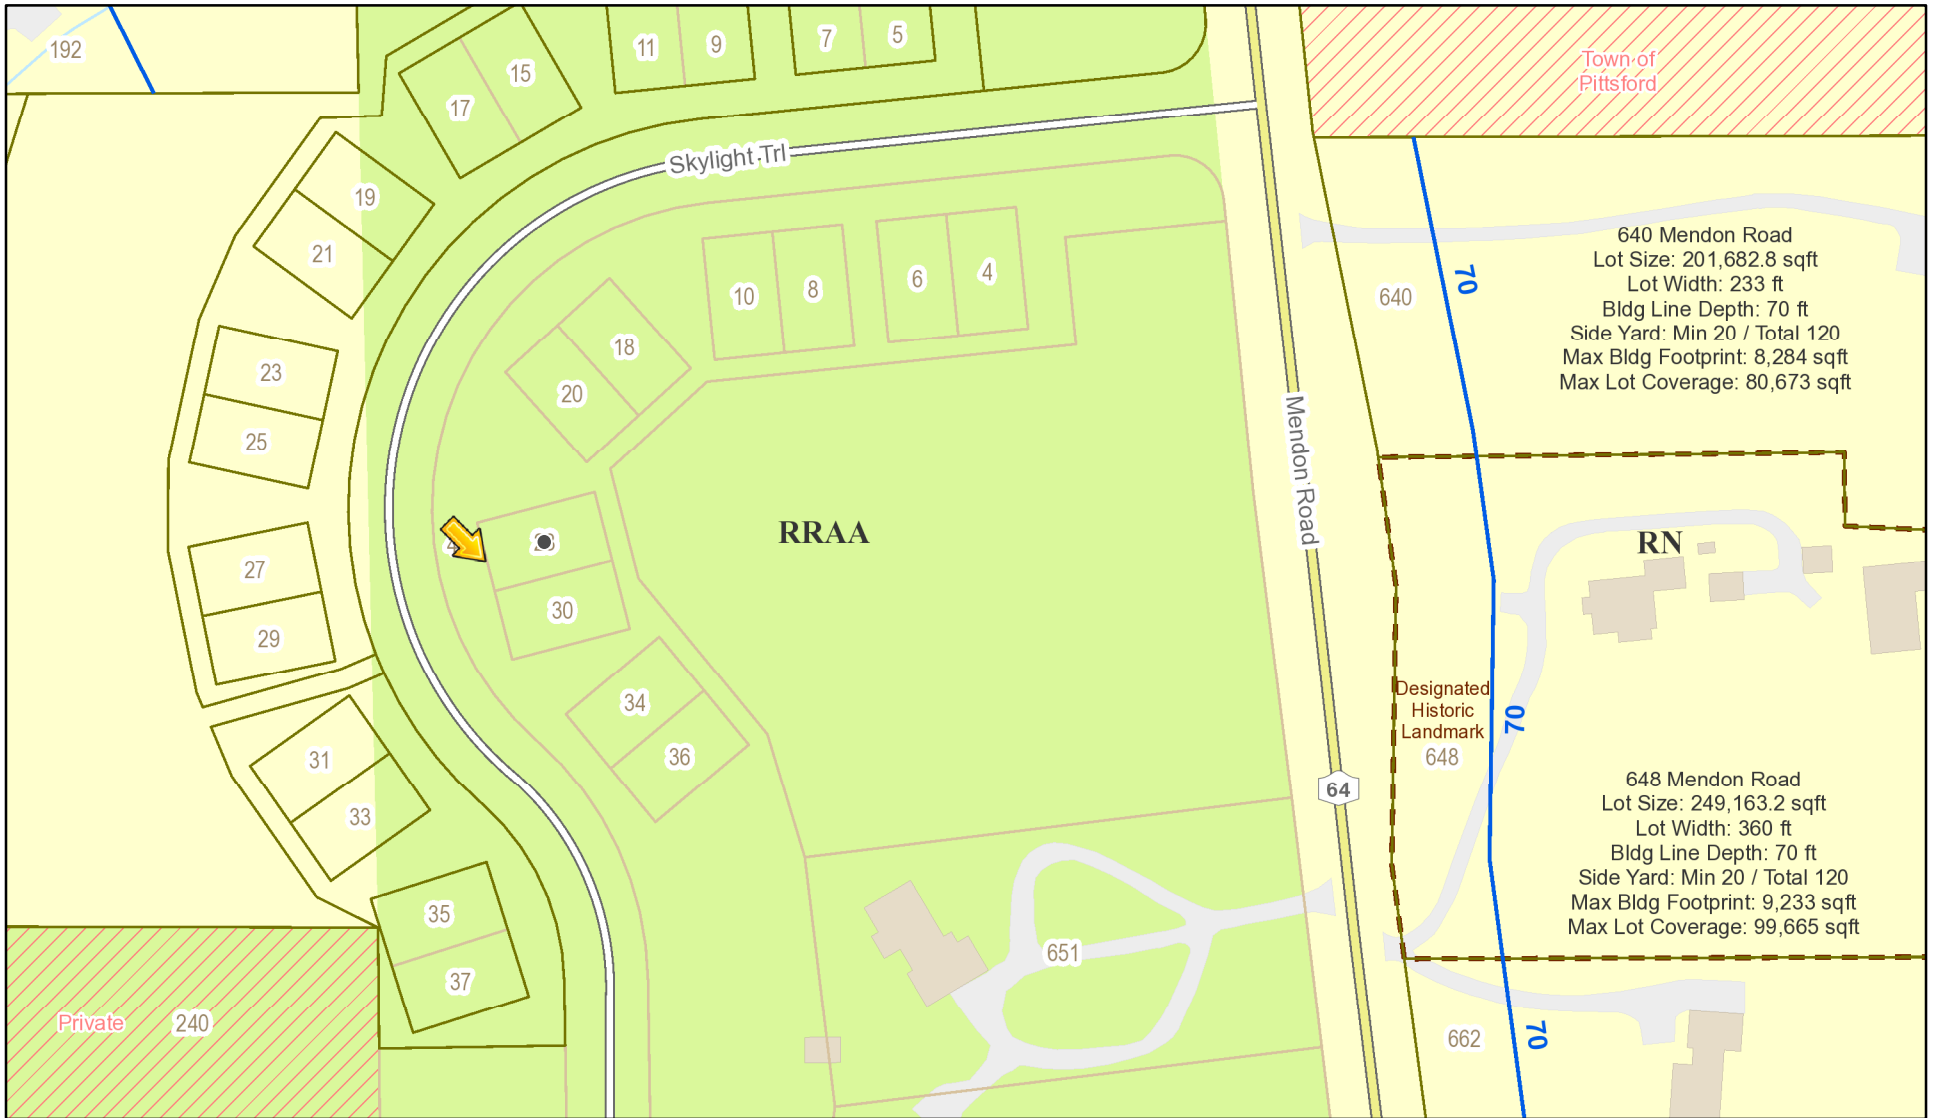 192
11
9
7
5
15
17
Town of
Pittsford
Skylight Trl
19
21
640 Mendon Road
Lot Size: 201,682.8 sqft
Lot Width: 233 ft
Bldg Line Depth: 70 ft
Side Yard: Min 20 / Total 120
Max Bldg Footprint: 8,284 sqft
Max Lot Coverage: 80,673 sqft
70
640
10
8
6
4
18
20
23
25
Mendon Road
RRAA
RN
27
29
30
Designated
Historic
Landmark
648
70
34
36
31
33
64
648 Mendon Road
Lot Size: 249,163.2 sqft
Lot Width: 360 ft
Bldg Line Depth: 70 ft
Side Yard: Min 20 / Total 120
Max Bldg Footprint: 9,233 sqft
Max Lot Coverage: 99,665 sqft
35
37
651
Private
240
662
70